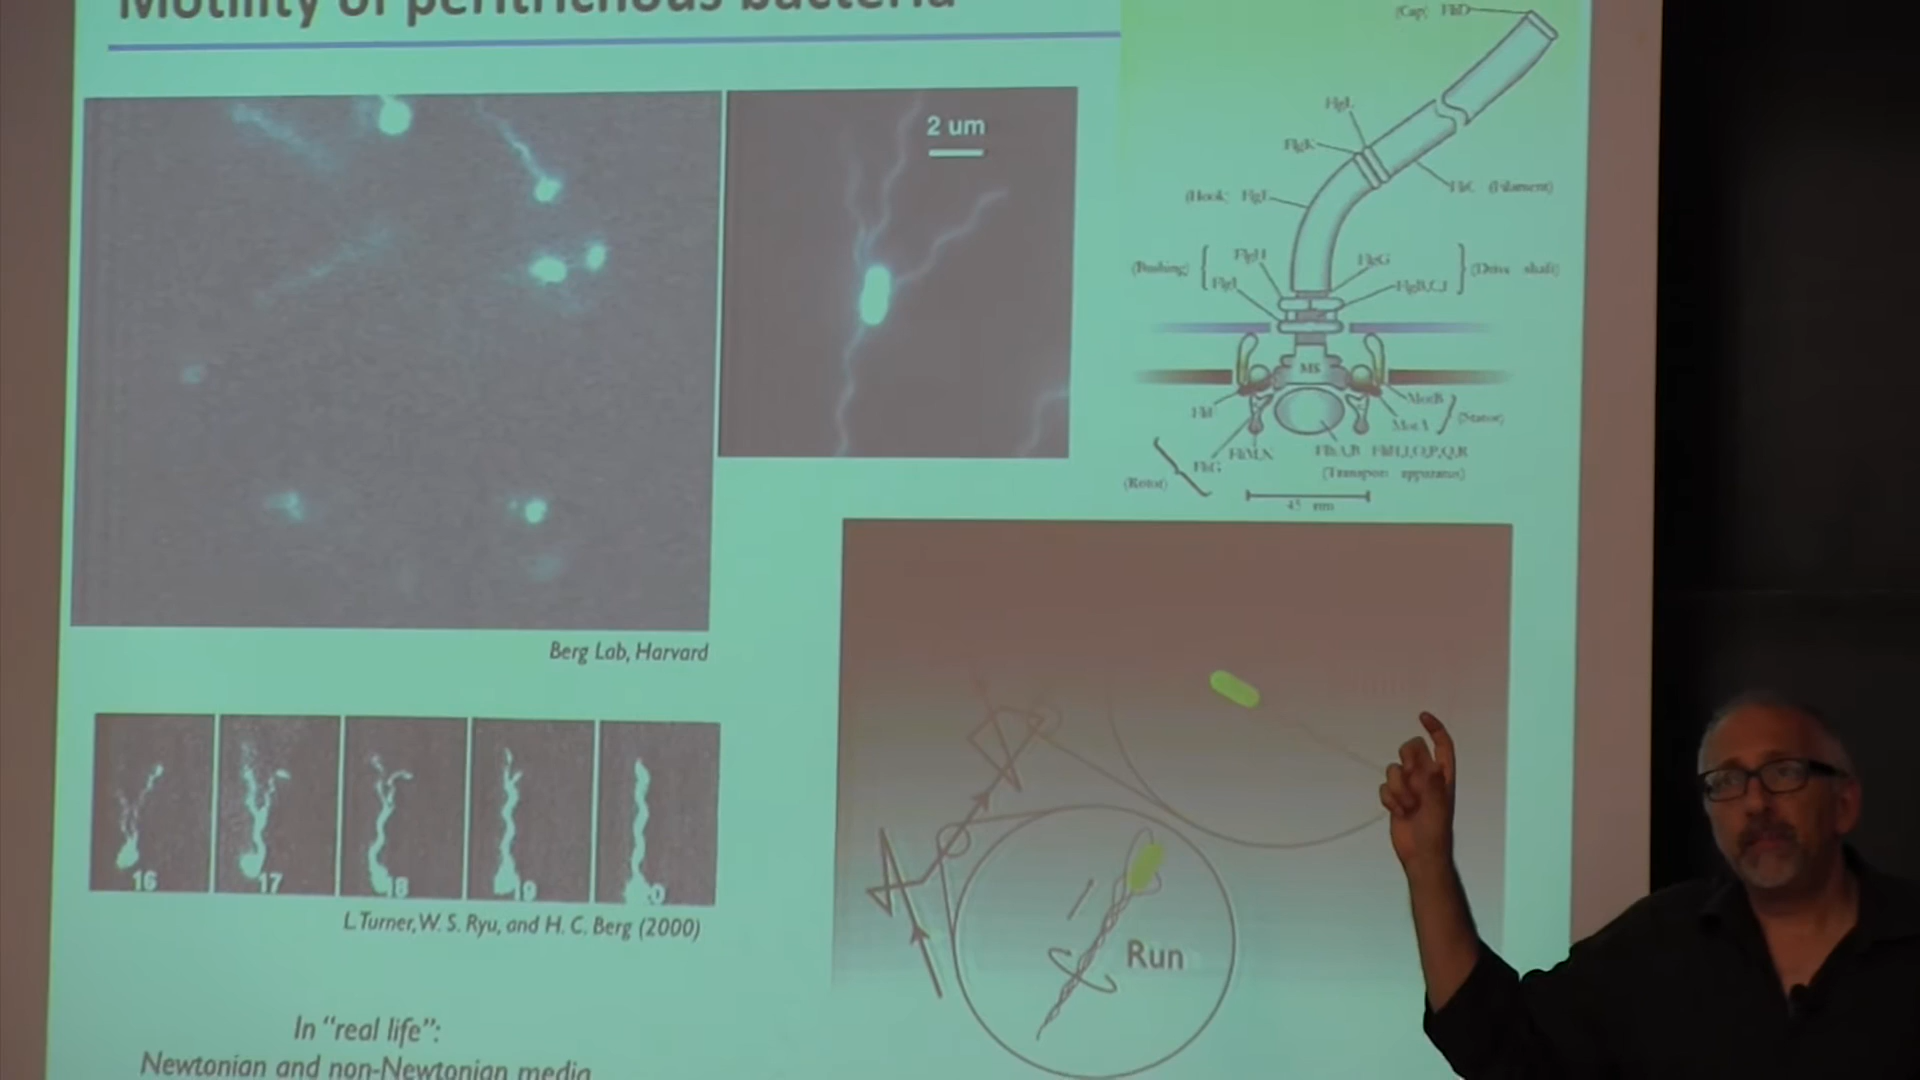 Motility of peritrichous bacteria
2 um
Berg Lab, Harvard
16
17
18
19
L. Turner, W. S. Ryu, and H. C. Berg (2000)
In “real life”:
Newtonian and non-Newtonian media
(Cap) FliD
FlgL
FlgK
FliC (Filament)
(Hook) FlgE
(Bushing)
FlgH
FlgI
FlgG
FlgB,C,J
(Drive shaft)
MS
FliF
MotB
MotA
(Stator)
FliG
FliM,N
(Rotor)
(Transport apparatus)
45 nm
Run